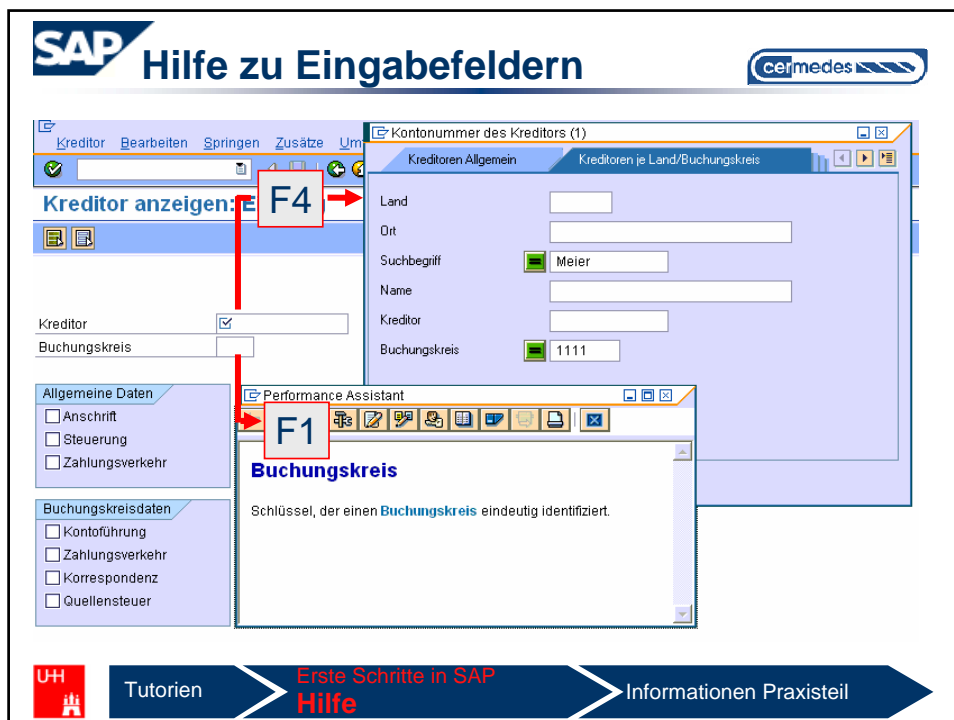 SAP
Hilfe zu Eingabefeldern
cermedes
Kreditor Bearbeiten Springen Zusätze
Kreditor anzeigen:
F4
Kreditor
Buchungskreis
Allgemeine Daten
Anschrift
Steuerung
Zahlungsverkehr
Buchungskreisdaten
Kontoführung
Zahlungsverkehr
Korrespondenz
Quellensteuer
Kontonummer des Kreditors (1)
Kreditoren Allgemein
Kreditoren je Land/Buchungskreis
Land
Ort
Suchbegriff Meier
Name
Kreditor
Buchungskreis 1111
Performance Assistant
F1
Buchungskreis
Schlüssel, der einen Buchungskreis eindeutig identifiziert.
UH
Tutorien
Erste Schritte in SAP
Hilfe
Informationen Praxisteil